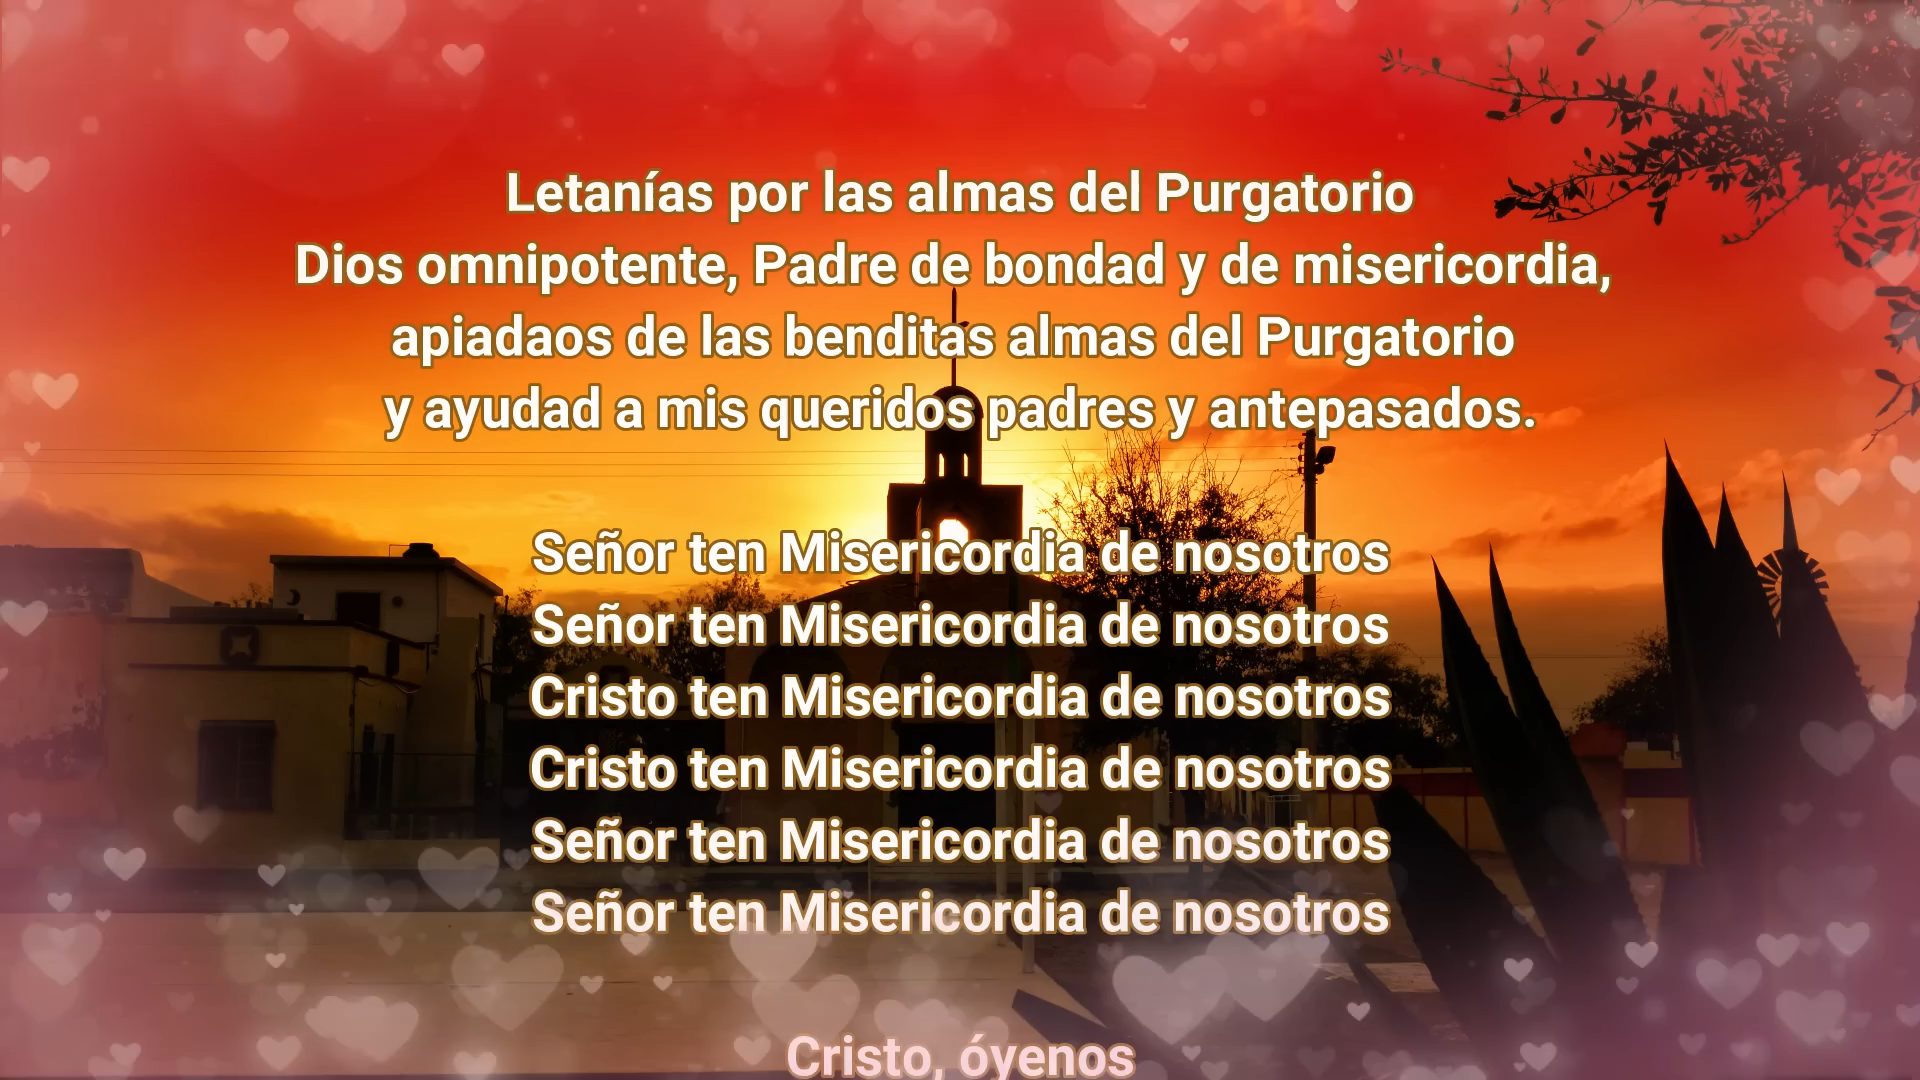 Letanías por las almas del Purgatorio
Dios omnipotente, Padre de bondad y de misericordia,
apiadaos de las benditas almas del Purgatorio
y ayudad a mis queridos padres y antepasados.
Señor ten Misericordia de nosotros
Señor ten Misericordia de nosotros
Cristo ten Misericordia de nosotros
Cristo ten Misericordia de nosotros
Señor ten Misericordia de nosotros
Señor ten Misericordia de nosotros
Cristo, óyenos